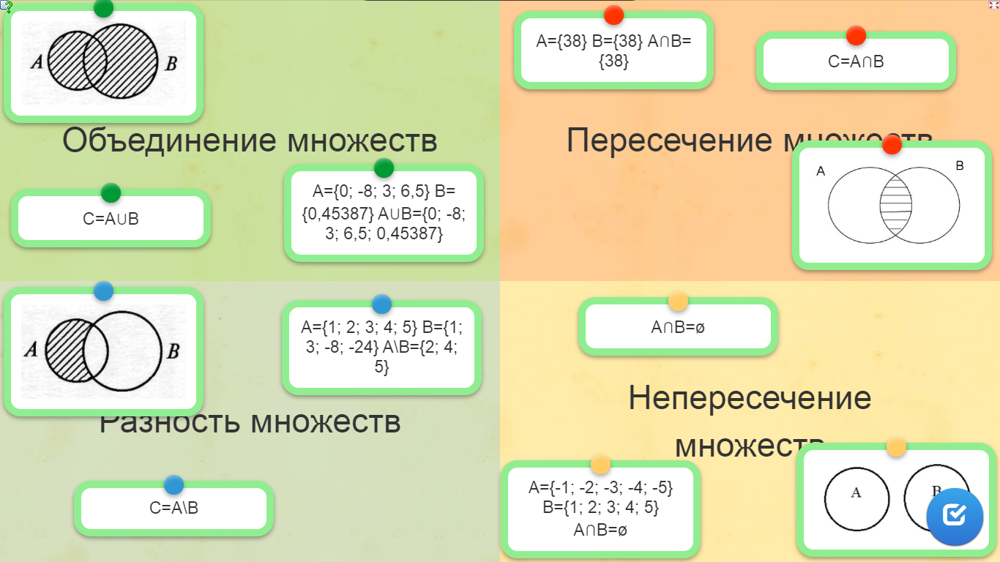 A B
Объединение множеств
C=A∪B
A={0; -8; 3; 6,5} B=
{0,45387} A∪B={0; -8;
3; 6,5; 0,45387}
A={38} B={38} A∩B=
{38}
C=A∩B
Пересечение множеств
A B
A B
A={1; 2; 3; 4; 5} B={1;
3; -8; -24} A\B={2; 4;
5}
Разность множеств
C=A\B
A∩B=ø
Непересечение
множеств
A={-1; -2; -3; -4; -5}
B={1; 2; 3; 4; 5}
A∩B=ø
A B